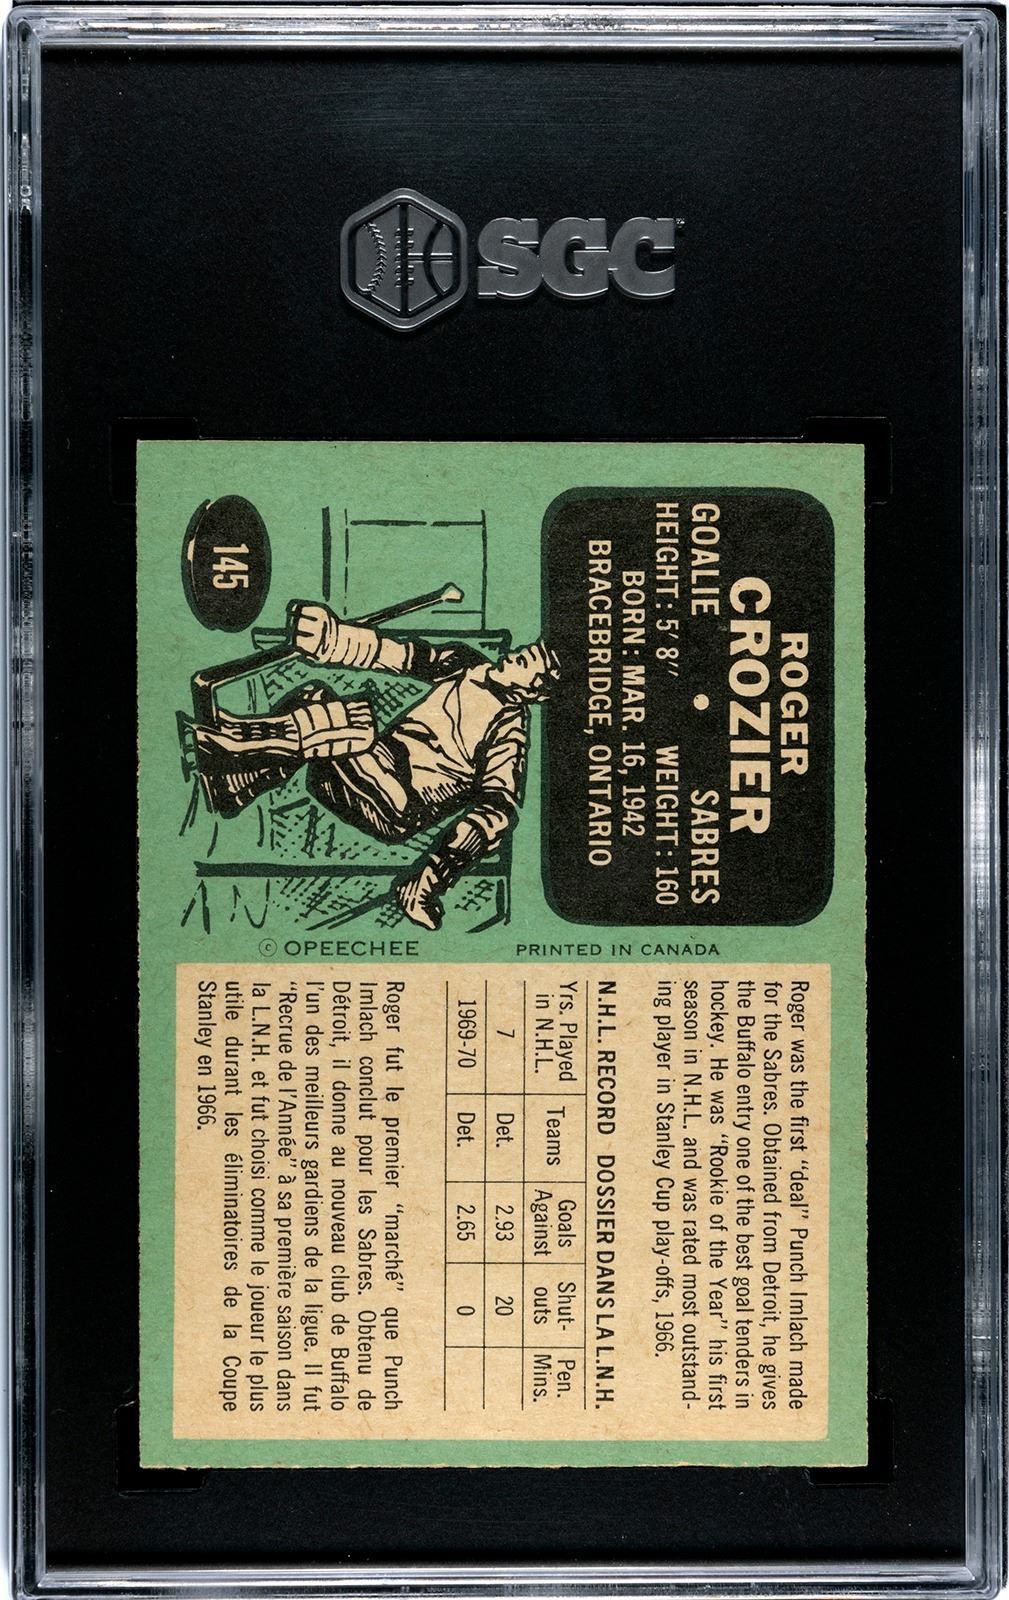 SGC
ROGER
CROZIER
GOALIE • SABRES
HEIGHT: 5' 8" WEIGHT: 160
BORN: MAR. 16, 1942
BRACEBRIDGE, ONTARIO
145
© OPEECHEE PRINTED IN CANADA
Roger was the first "deal" Punch Imlach made
for the Sabres. Obtained from Detroit, he gives
the Buffalo entry one of the best goal tenders in
hockey. He was "Rookie of the Year" his first
season in N.H.L. and was rated most outstand-
ing player in Stanley Cup play-offs, 1966.
N.H.L. RECORD DOSSIER DANS LA L.N.H.
Yrs. Played Teams Goals Shut- Pen.
in N.H.L. Against outs Mins.
7 Det. 2.93 20
1969-70 Det. 2.65 0
Roger fut le premier "marché" que Punch
Imlach conclut pour les Sabres. Obtenu de
Détroit, il donne au nouveau club de Buffalo
l'un des meilleurs gardiens de la ligue. Il fut
"Recrue de l'Année" à sa première saison dans
la L.N.H. et fut choisi comme le joueur le plus
utile durant les éliminatoires de la Coupe
Stanley en 1966.